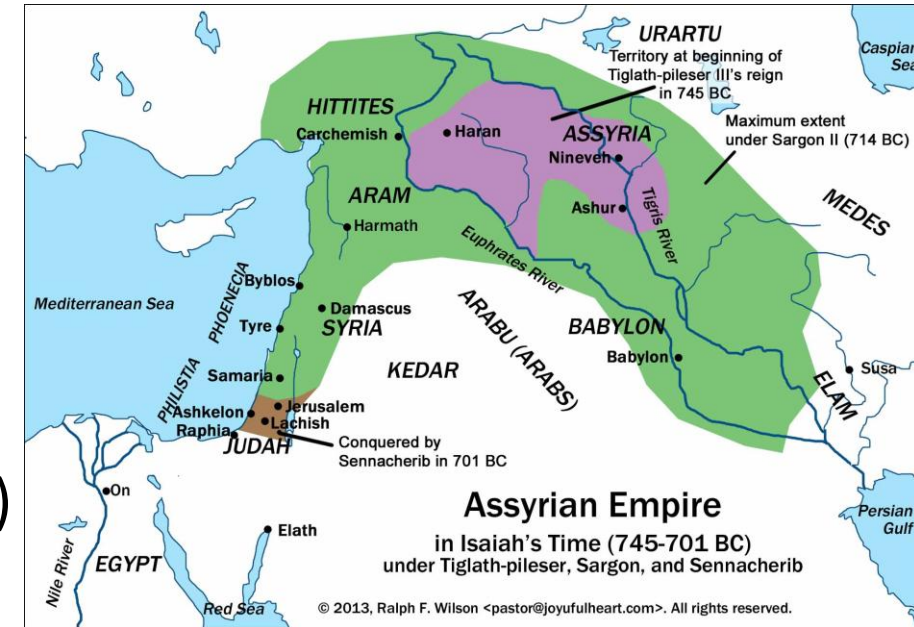 URARTU
Territory at beginning of
Tiglath-pileser III's reign
in 745 BC
Caspian
Sea
Maximum extent
under Sargon II (714 BC)
HITTITES
Carchemish
Haran
ASSYRIA
Nineveh
MEDES
ARAM
Ashur
Tigris River
Harmath
Euphrates River
Byblos
PHOENECIA
Mediterranean Sea
Damascus
SYRIA
Tyre
ARABU (ARABS)
BABYLON
Babylon
KEDAR
Samaria
Susa
ELAM
PHILISTIA
Ashkelon
Jerusalem
Lachish
Raphia
JUDAH
Conquered by
Sennacherib in 701 BC
)
On
Elath
Assyrian Empire
in Isaiah's Time (745-701 BC)
under Tiglath-pileser, Sargon, and Sennacherib
Persian
Gulf
Nile River
EGYPT
Red Sea
© 2013, Ralph F. Wilson <pastor@joyufulheart.com>. All rights reserved.